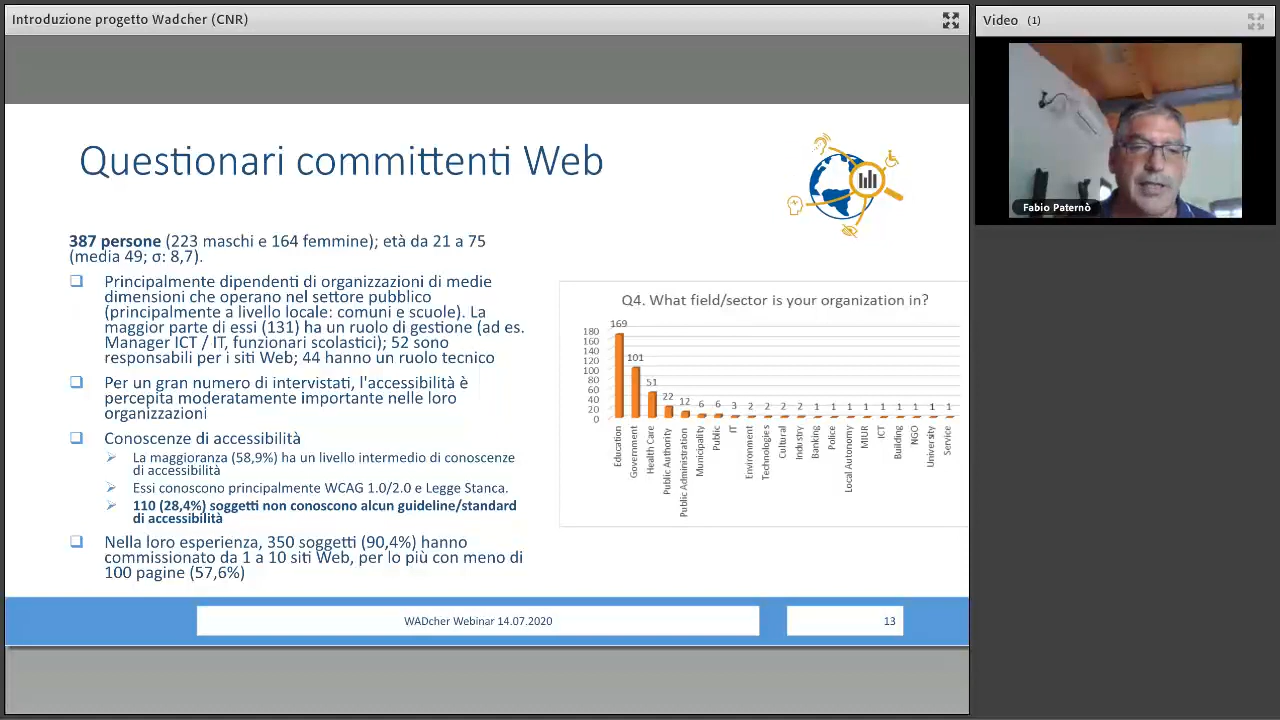 Introduzione progetto Wadcher (CNR)
Video (1)
Fabio Paternò
Questionari committenti Web
387 persone (223 maschi e 164 femmine); età da 21 a 75
(media 49; σ: 8,7).
Principalmente dipendenti di organizzazioni di medie
dimensioni che operano nel settore pubblico
(principalmente a livello locale: comuni e scuole). La
maggior parte di essi (131) ha un ruolo di gestione (ad es.
Manager ICT / IT, funzionari scolastici); 52 sono
responsabili per i siti Web; 44 hanno un ruolo tecnico
Per un gran numero di intervistati, l'accessibilità è
percepita moderatamente importante nelle loro
organizzazioni
Conoscenze di accessibilità
La maggioranza (58,9%) ha un livello intermedio di conoscenze
di accessibilità
Essi conoscono principalmente WCAG 1.0/2.0 e Legge Stanca.
110 (28,4%) soggetti non conoscono alcun guideline/standard
di accessibilità
Nella loro esperienza, 350 soggetti (90,4%) hanno
commissionato da 1 a 10 siti Web, per lo più con meno di
100 pagine (57,6%)
Q4. What field/sector is your organization in?
180
160
140
120
100
80
60
40
20
0
169
101
51
22
12
6
6
3
2
2
2
2
1
1
1
1
1
1
1
1
1
Education
Government
Health Care
Public Authority
Public Administration
Municipality
Public
IT
Environment
Technologies
Cultural
Industry
Banking
Police
Local Autonomy
MIUR
ICT
Building
NGO
University
Service
WADcher Webinar 14.07.2020
13